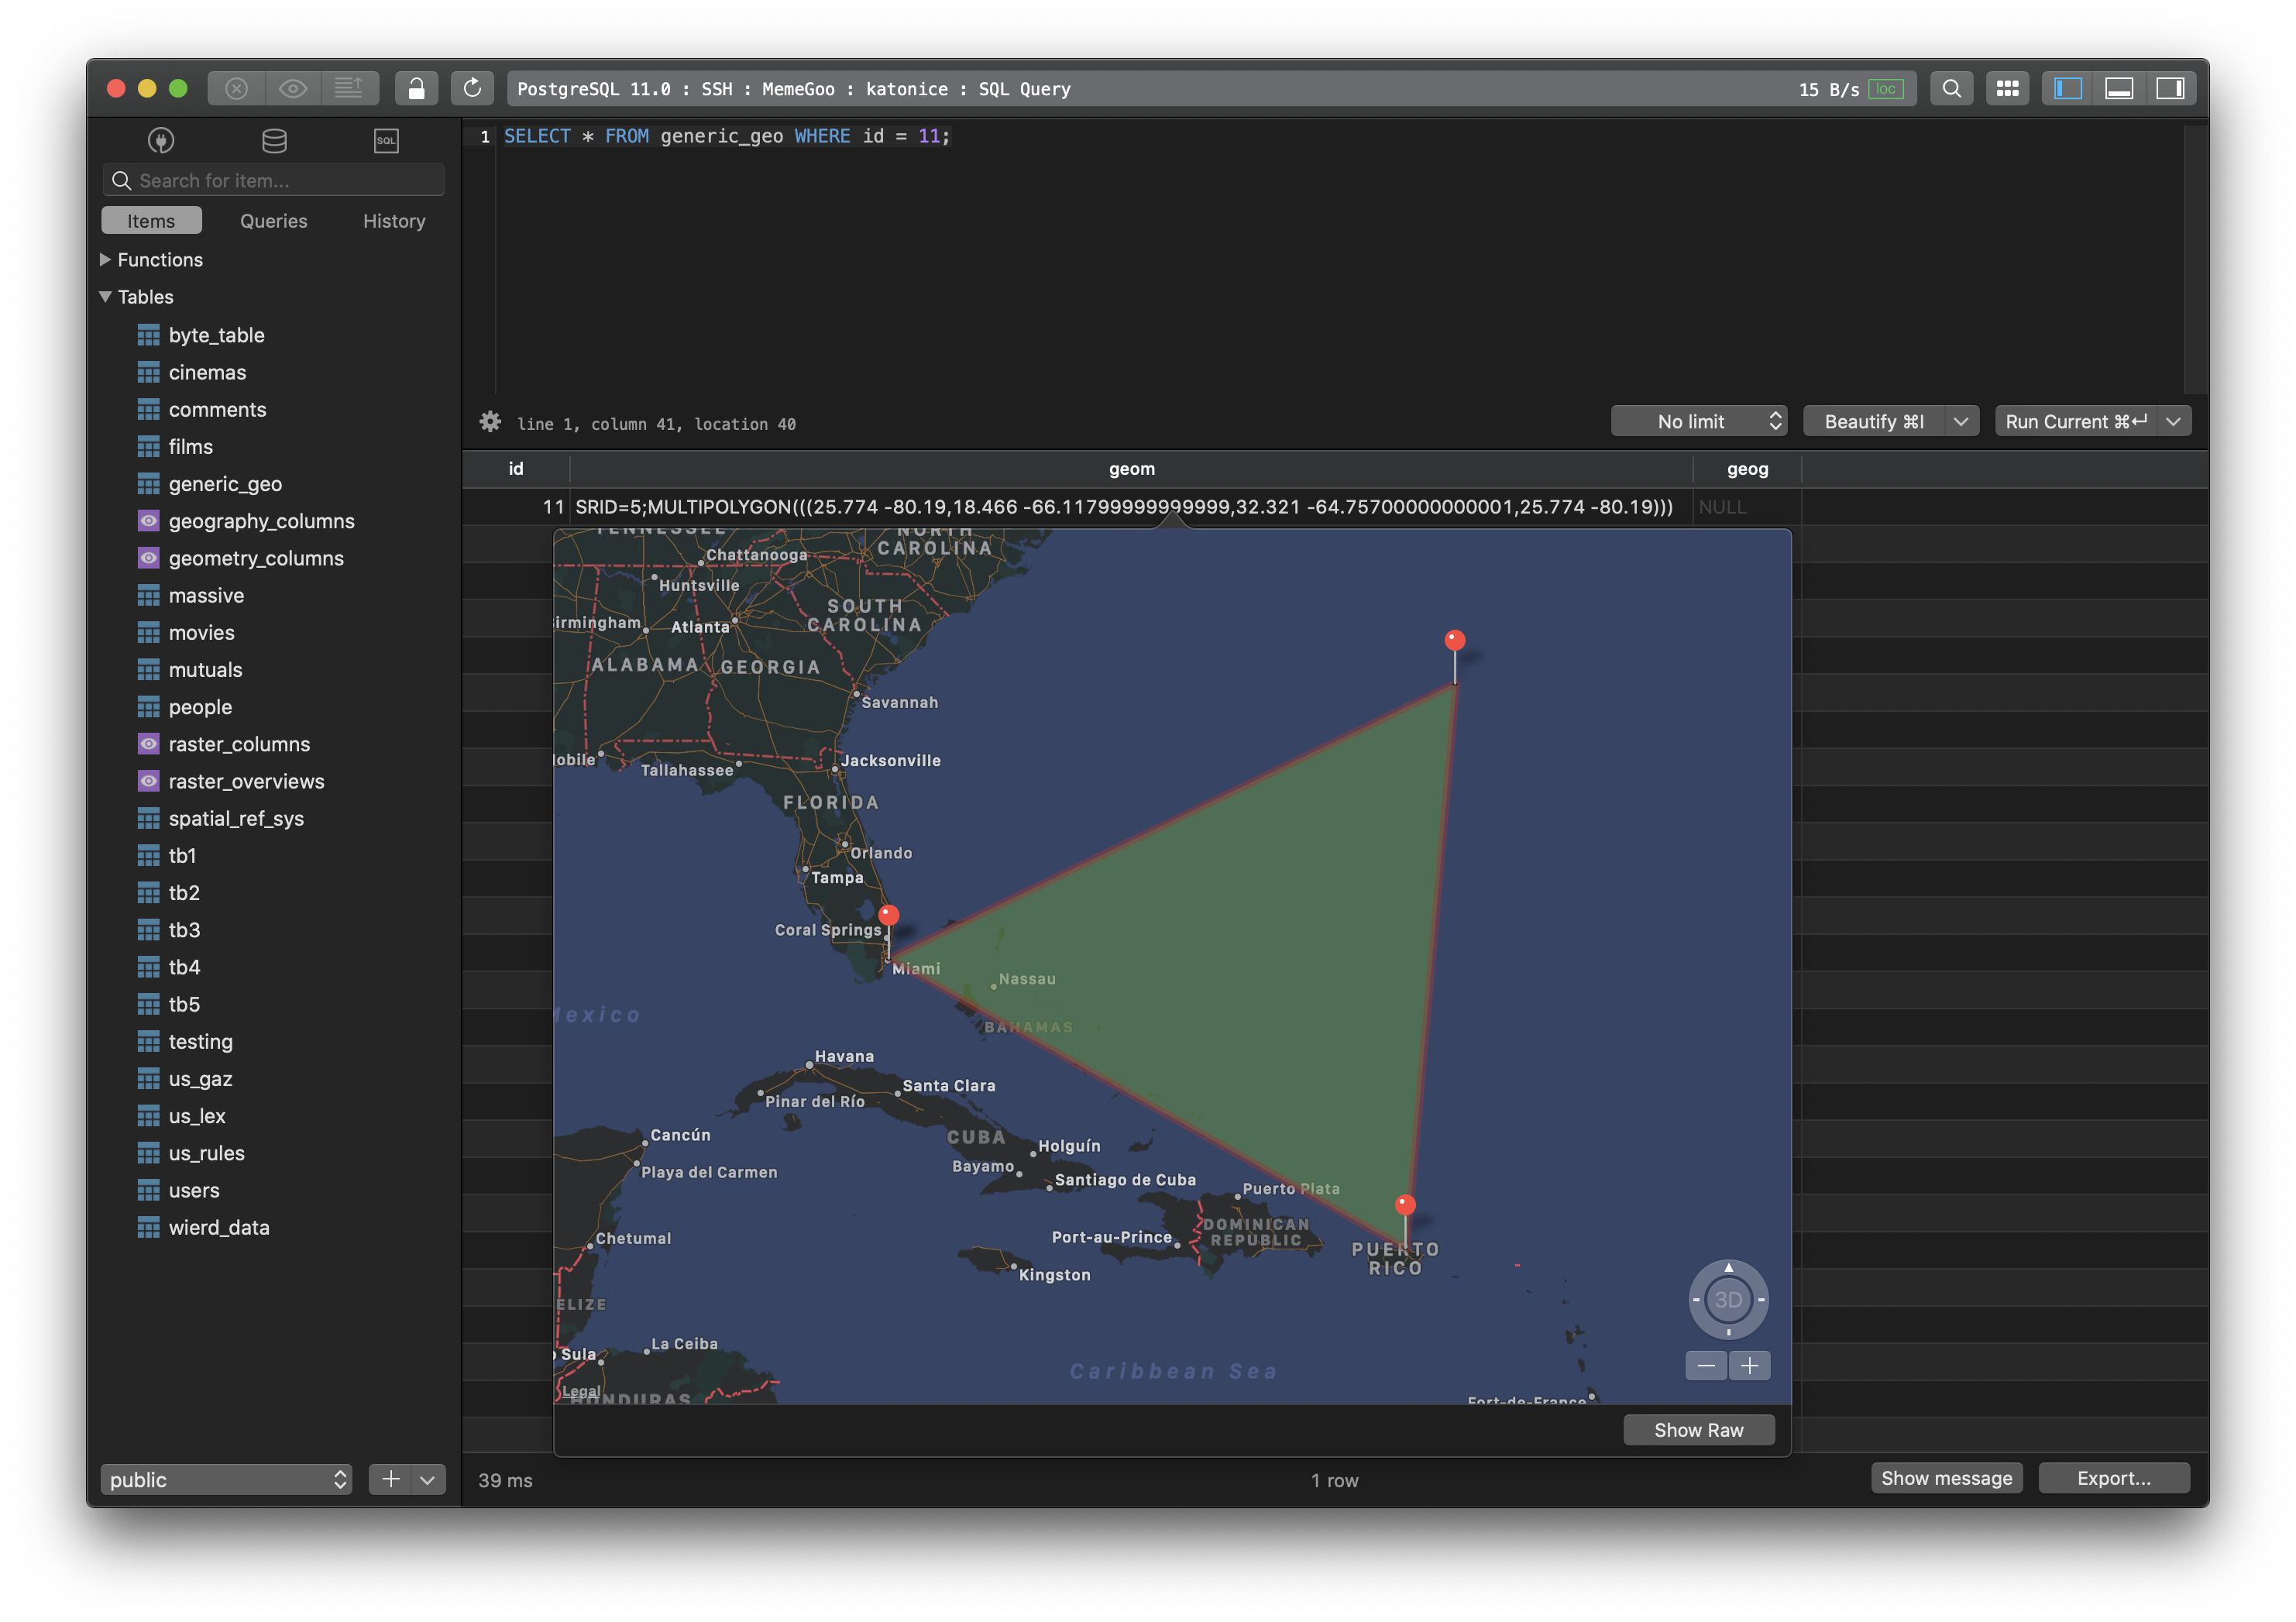 PostgreSQL 11.0 : SSH : MemeGoo : katonice : SQL Query
15 B/s loc
SQL
Search for item...
Items Queries History
Functions
Tables
byte_table
cinemas
comments
films
generic_geo
geography_columns
geometry_columns
massive
movies
mutuals
people
raster_columns
raster_overviews
spatial_ref_sys
tb1
tb2
tb3
tb4
tb5
testing
us_gaz
us_lex
us_rules
users
wierd_data
public
1 SELECT * FROM generic_geo WHERE id = 11;
line 1, column 41, location 40
No limit
Beautify ⌘I
Run Current ⌘↵
id geom geog
11 SRID=5;MULTIPOLYGON(((25.774 -80.19,18.466 -66.11799999999999,32.321 -64.75700000000001,25.774 -80.19))) NULL
TENNESSEE
NORTH
CAROLINA
Chattanooga
Huntsville
SOUTH
CAROLINA
irmingham
Atlanta
ALABAMA
GEORGIA
Savannah
obile
Tallahassee
Jacksonville
FLORIDA
Orlando
Tampa
Coral Springs
Miami
Nassau
BAHAMAS
Mexico
Havana
Santa Clara
Pinar del Río
Cancún
CUBA
Holguín
Playa del Carmen
Bayamo
Santiago de Cuba
Puerto Plata
DOMINICAN
REPUBLIC
Chetumal
Port-au-Prince
PUERTO
RICO
Kingston
ELIZE
3D
La Ceiba
Sula
Caribbean Sea
Legal
HONDURAS
Fort-de-France
Show Raw
39 ms
1 row
Show message
Export...